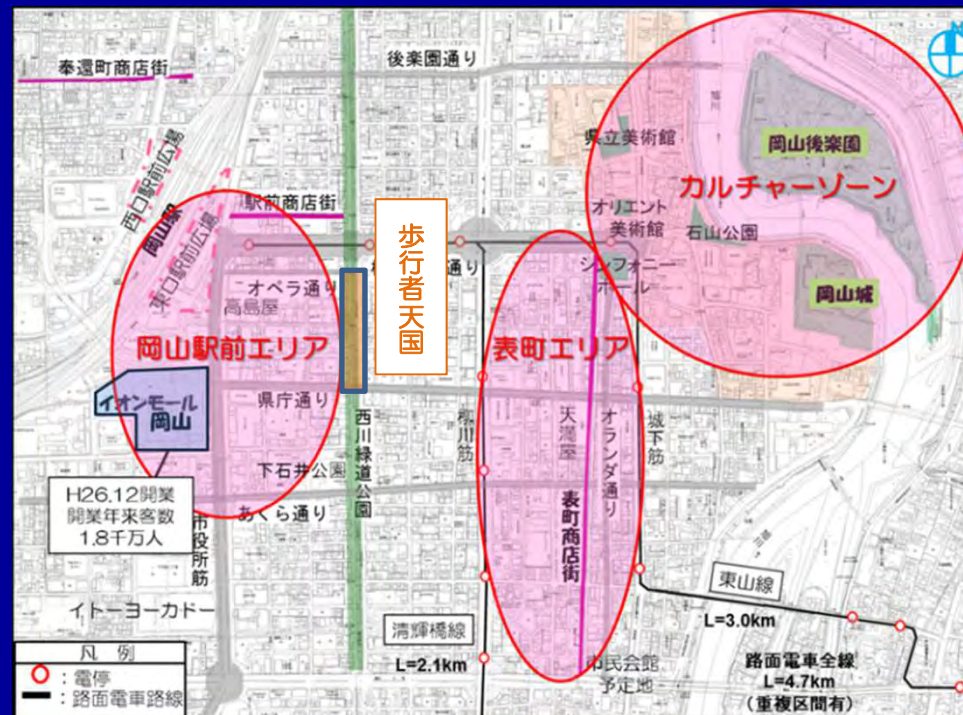 N
奉還町商店街
後楽園通り
西口駅前広場
岡山駅
東口駅前広場
駅前商店街
歩行者天国
通り
県立美術館
岡山後楽園
カルチャーゾーン
オリエント
美術館
石山公園
シンフォニー
ホール
岡山城
オペラ通り
高島屋
岡山駅前エリア
表町エリア
イオンモール
岡山
県庁通り
西川緑道公園
柳川筋
天満屋
オランダ通り
城下筋
下石井公園
表町商店街
H26.12開業
開業年来客数
1.8千万人
あくら通り
市役所筋
イトーヨーカドー
清輝橋線
L=2.1km
東山線
L=3.0km
市民会館
予定地
路面電車全線
L=4.7km
(重複区間有)
凡 例
:電停
:路面電車路線